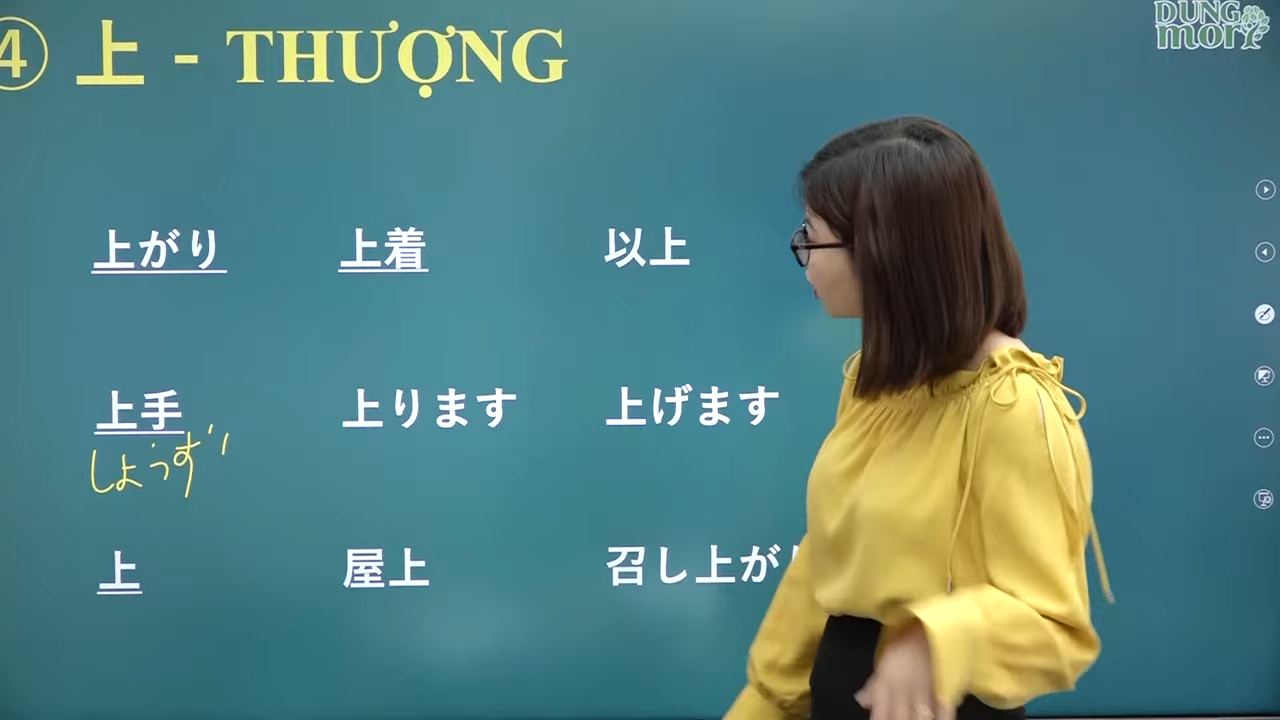 ④ 上 - THƯỢNG
DUNG
mori
上がり 上着 以上
上手 上ります 上げます
しょうず
上 屋上 召し上が